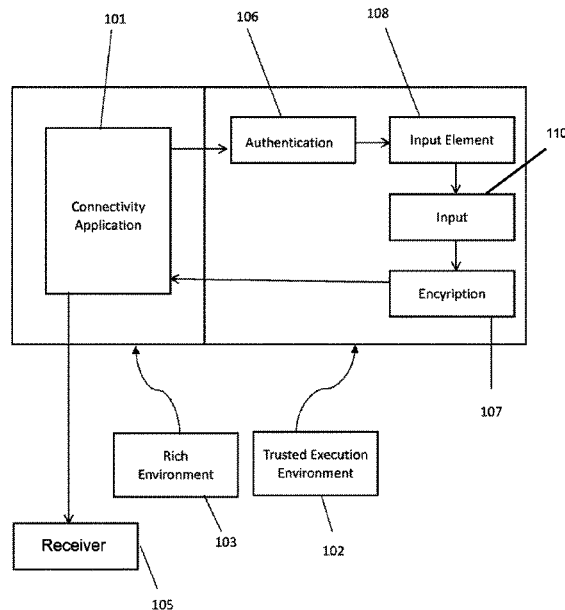 101
106
108
110
Authentication
Input Element
Connectivity
Application
Input
Encyription
107
Rich
Environment
Trusted Execution
Environment
103
102
Receiver
105